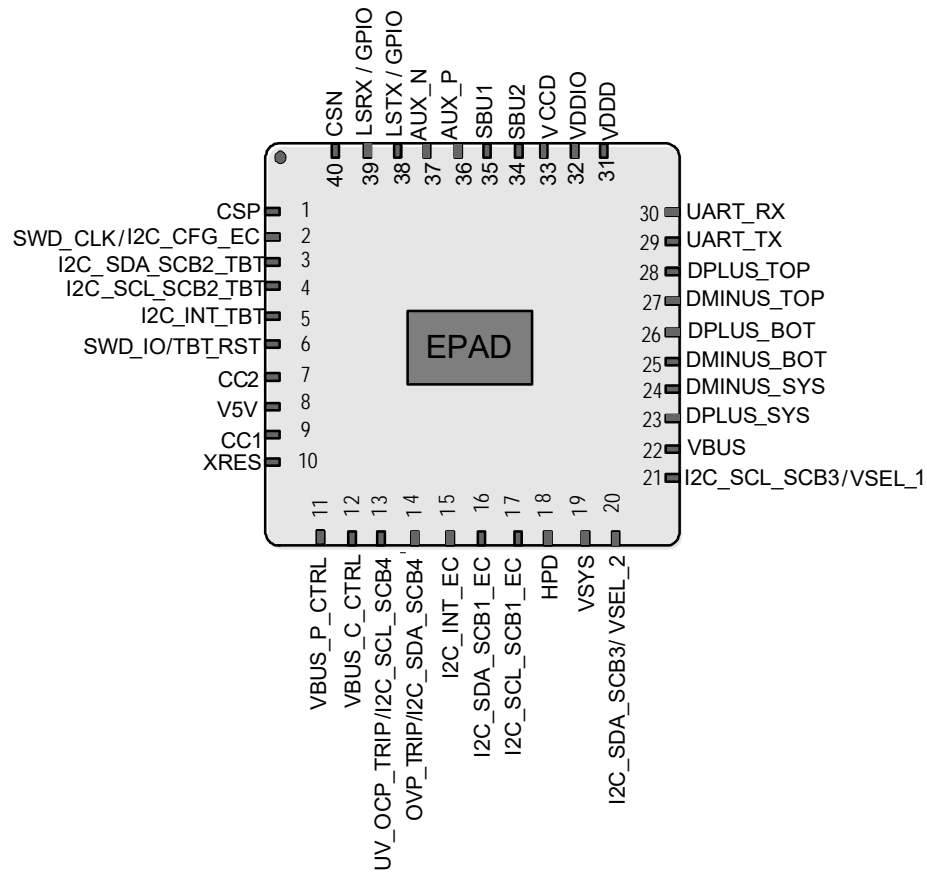 CSN
LSRX / GPIO
LSTX / GPIO
AUX_N
AUX_P
SBU1
SBU2
VCCD
VDDIO
VDDD
40
39
38
37
36
35
34
33
32
31
CSP 1
SWD_CLK/I2C_CFG_EC 2
I2C_SDA_SCB2_TBT 3
I2C_SCL_SCB2_TBT 4
I2C_INT_TBT 5
SWD_IO/TBT_RST 6
CC2 7
V5V 8
CC1 9
XRES 10
EPAD
30 UART_RX
29 UART_TX
28 DPLUS_TOP
27 DMINUS_TOP
26 DPLUS_BOT
25 DMINUS_BOT
24 DMINUS_SYS
23 DPLUS_SYS
22 VBUS
21 I2C_SCL_SCB3/VSEL_1
11
12
13
14
15
16
17
18
19
20
VBUS_P_CTRL
VBUS_C_CTRL
UV_OCP_TRIP/I2C_SCL_SCB4
OVP_TRIP/I2C_SDA_SCB4
I2C_INT_EC
I2C_SDA_SCB1_EC
I2C_SCL_SCB1_EC
HPD
VSYS
I2C_SDA_SCB3/ VSEL_2